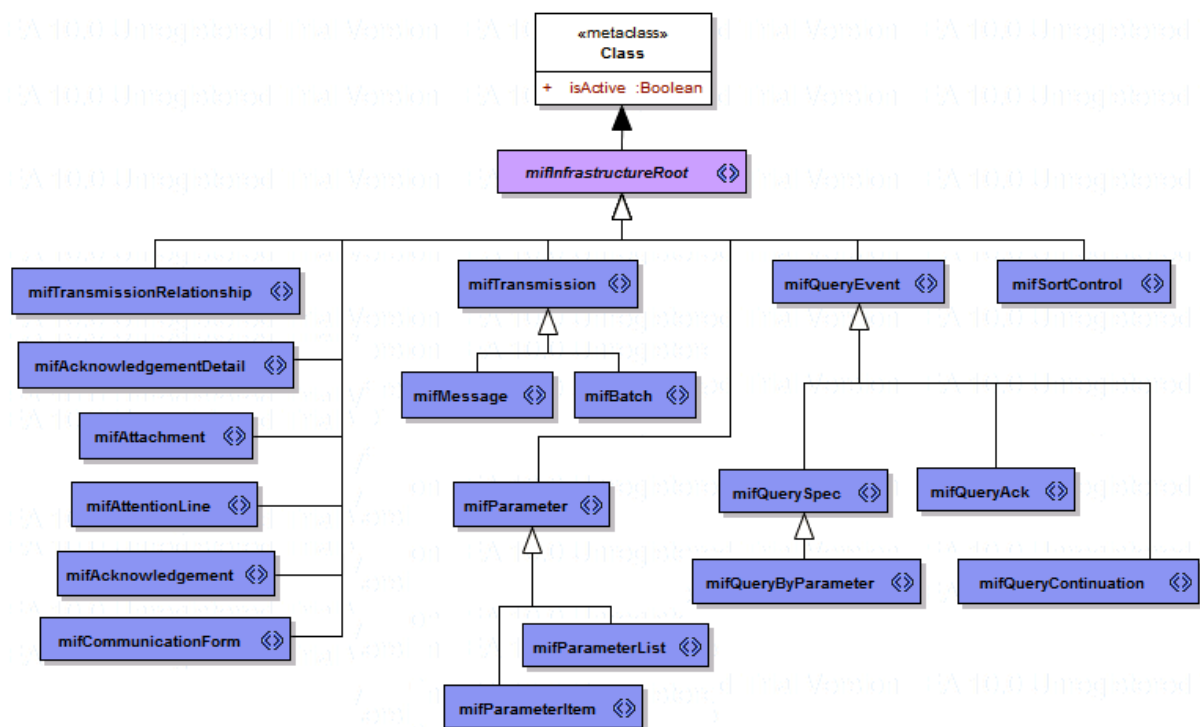 «metaclass»
Class
+ isActive :Boolean
mifInfrastructureRoot
mifTransmissionRelationship
mifTransmission
mifQueryEvent
mifSortControl
mifAcknowledgementDetail
mifMessage
mifBatch
mifAttachment
mifAttentionLine
mifParameter
mifQuerySpec
mifQueryAck
mifAcknowledgement
mifQueryByParameter
mifQueryContinuation
mifCommunicationForm
mifParameterList
mifParameterItem